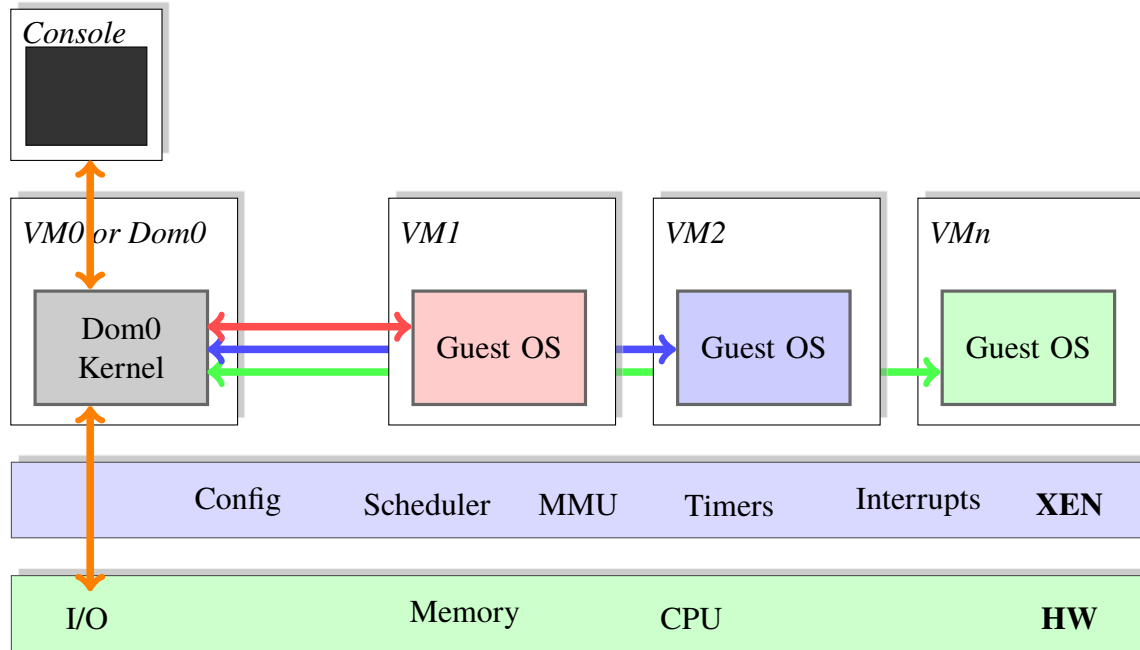 Console
VM0 or Dom0
VM1
VM2
VMn
Dom0
Kernel
Guest OS
Guest OS
Guest OS
Config
Scheduler
MMU
Timers
Interrupts
XEN
I/O
Memory
CPU
HW